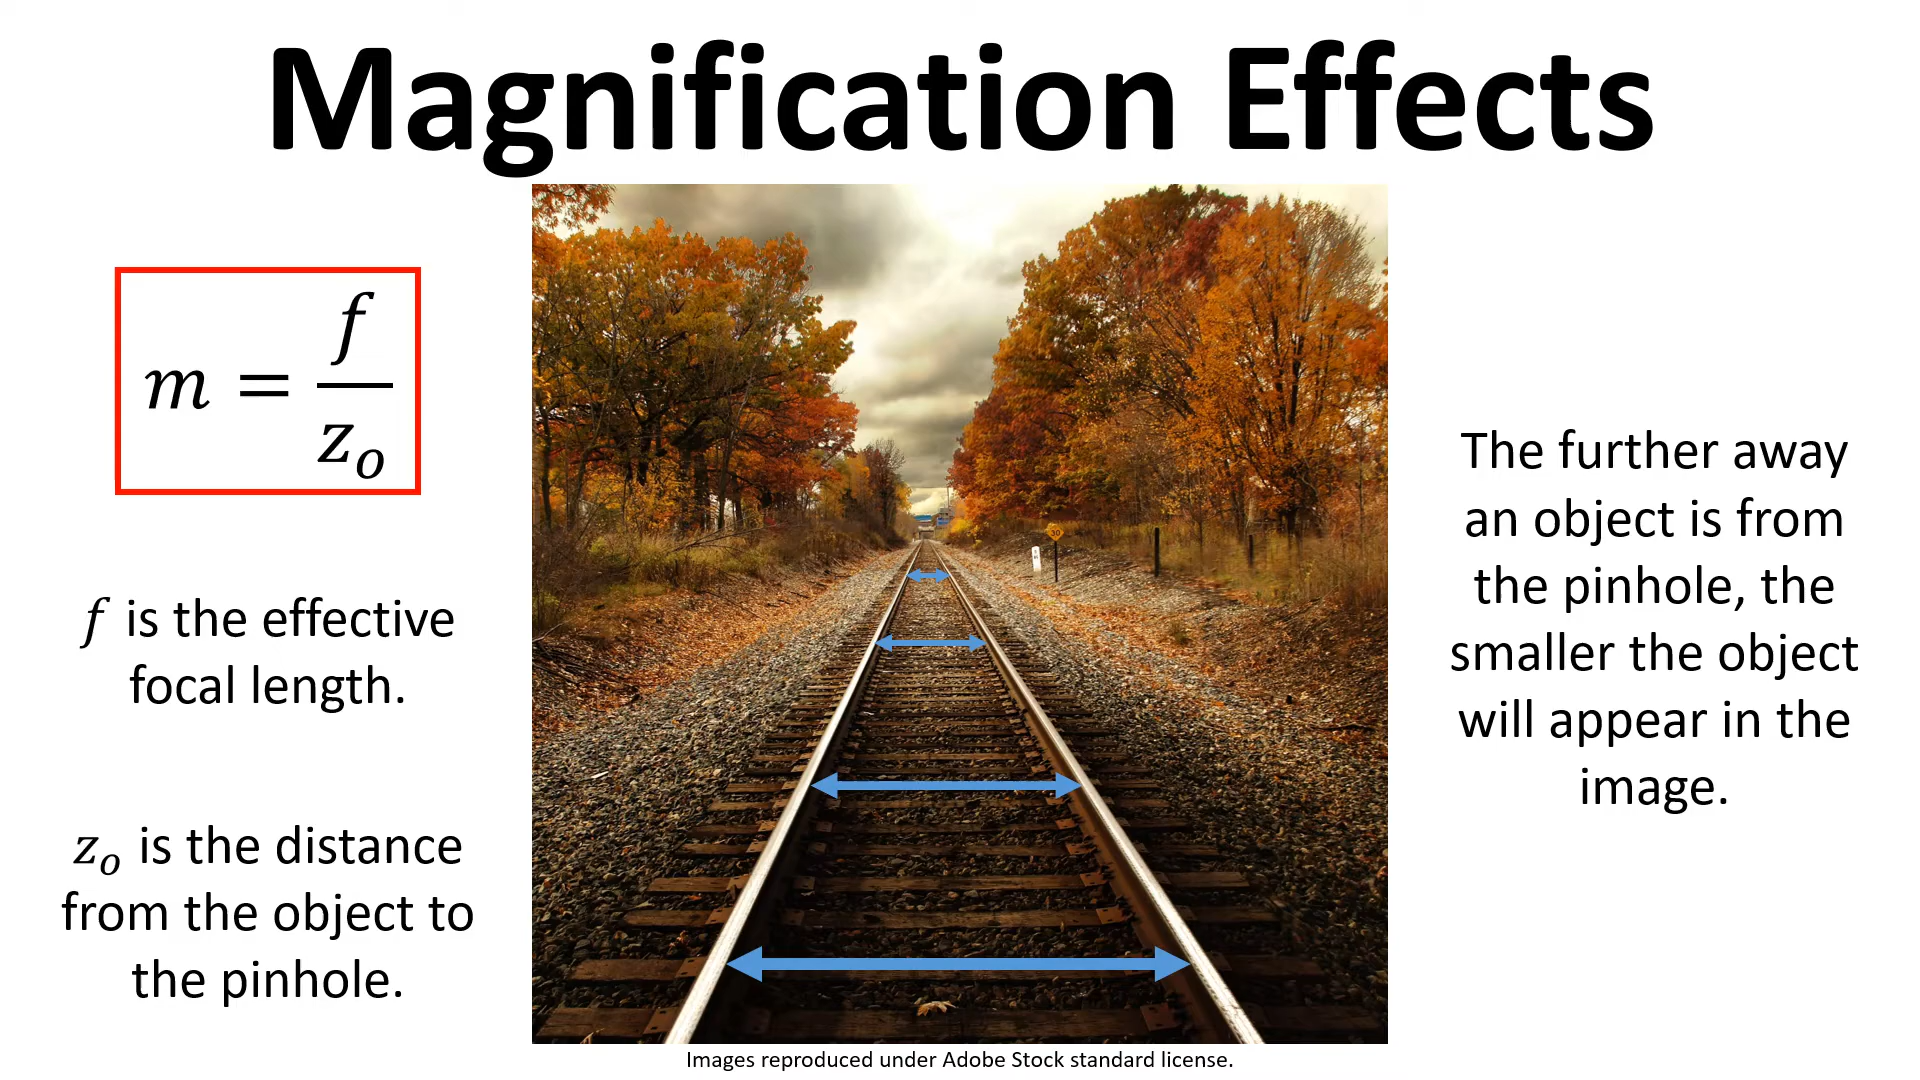 Magnification Effects
m = f / z_o
f is the effective
focal length.
z_o is the distance
from the object to
the pinhole.
30
The further away
an object is from
the pinhole, the
smaller the object
will appear in the
image.
Images reproduced under Adobe Stock standard license.